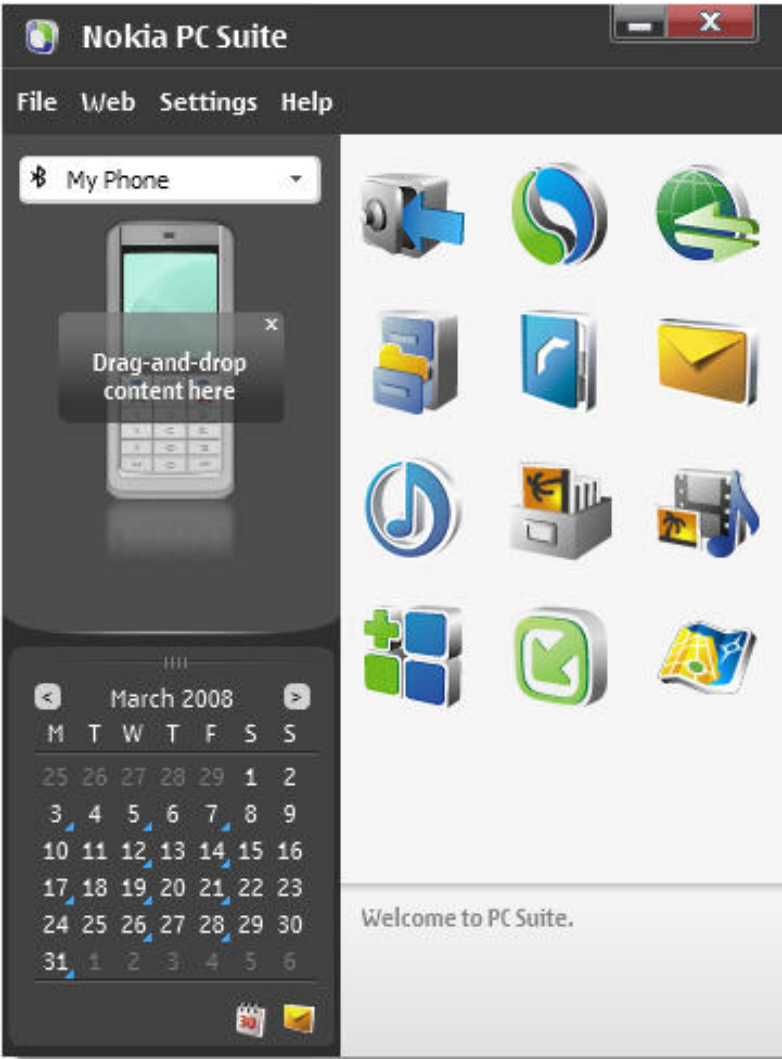 Nokia PC Suite
File Web Settings Help
My Phone
Drag-and-drop
content here
March 2008
M T W T F S S
25 26 27 28 29 1 2
3 4 5 6 7 8 9
10 11 12 13 14 15 16
17 18 19 20 21 22 23
24 25 26 27 28 29 30
31 1 2 3 4 5 6
30
Welcome to PC Suite.